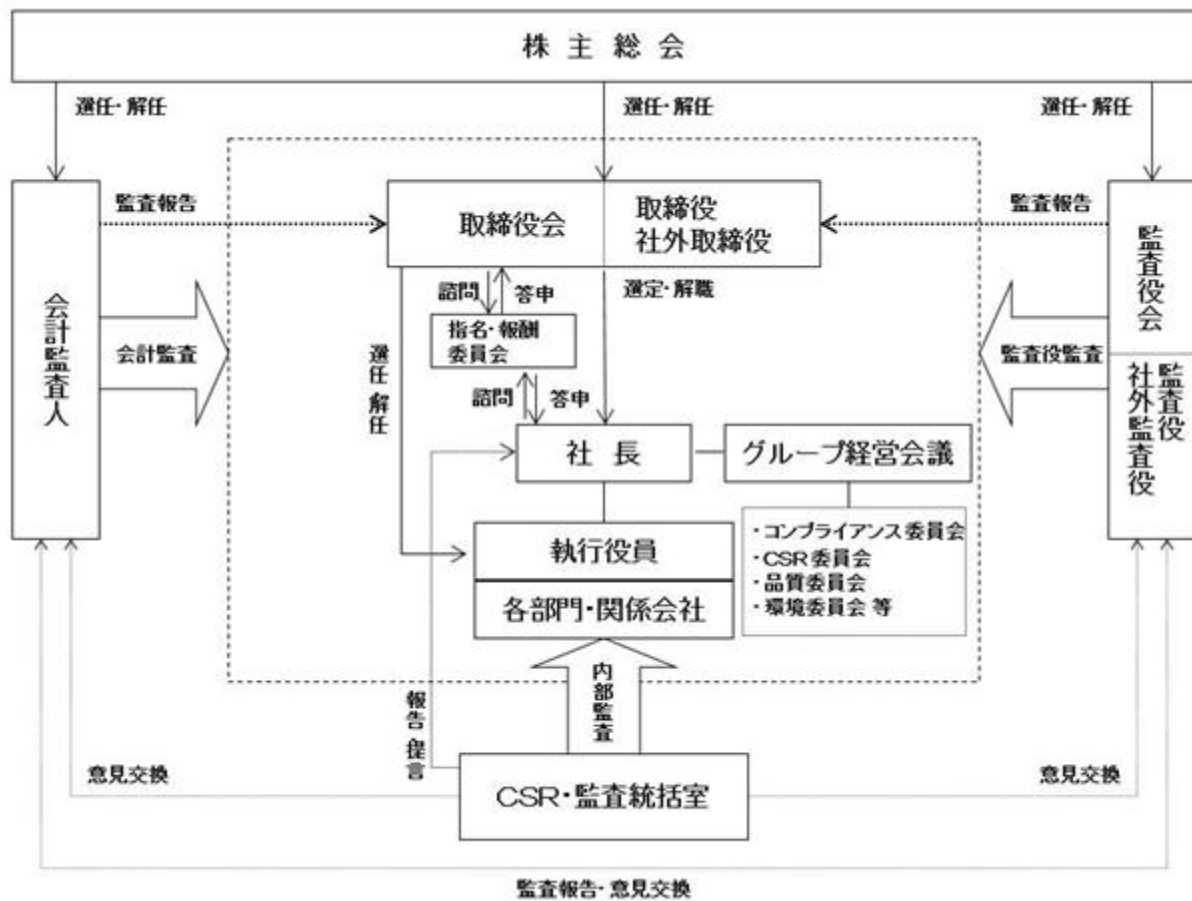 株主総会
選任・解任
選任・解任
選任・解任
監査報告
取締役会
取締役
社外取締役
監査報告
会計監査人
監査役会
監査役
社外監査役
諮問
答申
選定・解職
指名・報酬
委員会
会計監査
監査役監査
選任・解任
諮問
答申
社長
グループ経営会議
・コンプライアンス委員会
・CSR委員会
・品質委員会
・環境委員会 等
執行役員
各部門・関係会社
内部監査
報告・提言
意見交換
CSR・監査統括室
意見交換
監査報告・意見交換